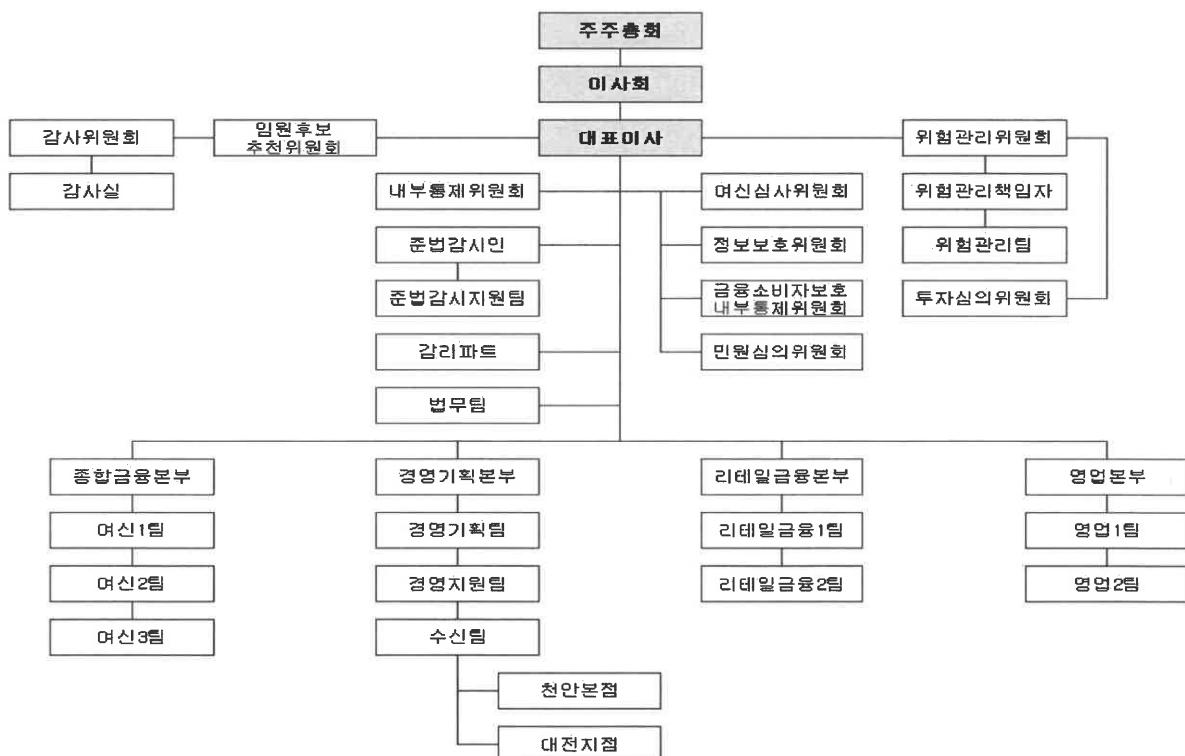 주주총회
이사회
감사위원회
임원후보
추천위원회
대표이사
위험관리위원회
감사실
내부통제위원회
여신심사위원회
위험관리책임자
준법감시인
정보보호위원회
위험관리팀
준법감시지원팀
금융소비자보호
내부통제위원회
투자심의위원회
감리파트
민원심의위원회
법무팀
종합금융본부
경영기획본부
리테일금융본부
영업본부
여신1팀
경영기획팀
리테일금융1팀
영업1팀
여신2팀
경영지원팀
리테일금융2팀
영업2팀
여신3팀
수신팀
천안본점
대전지점